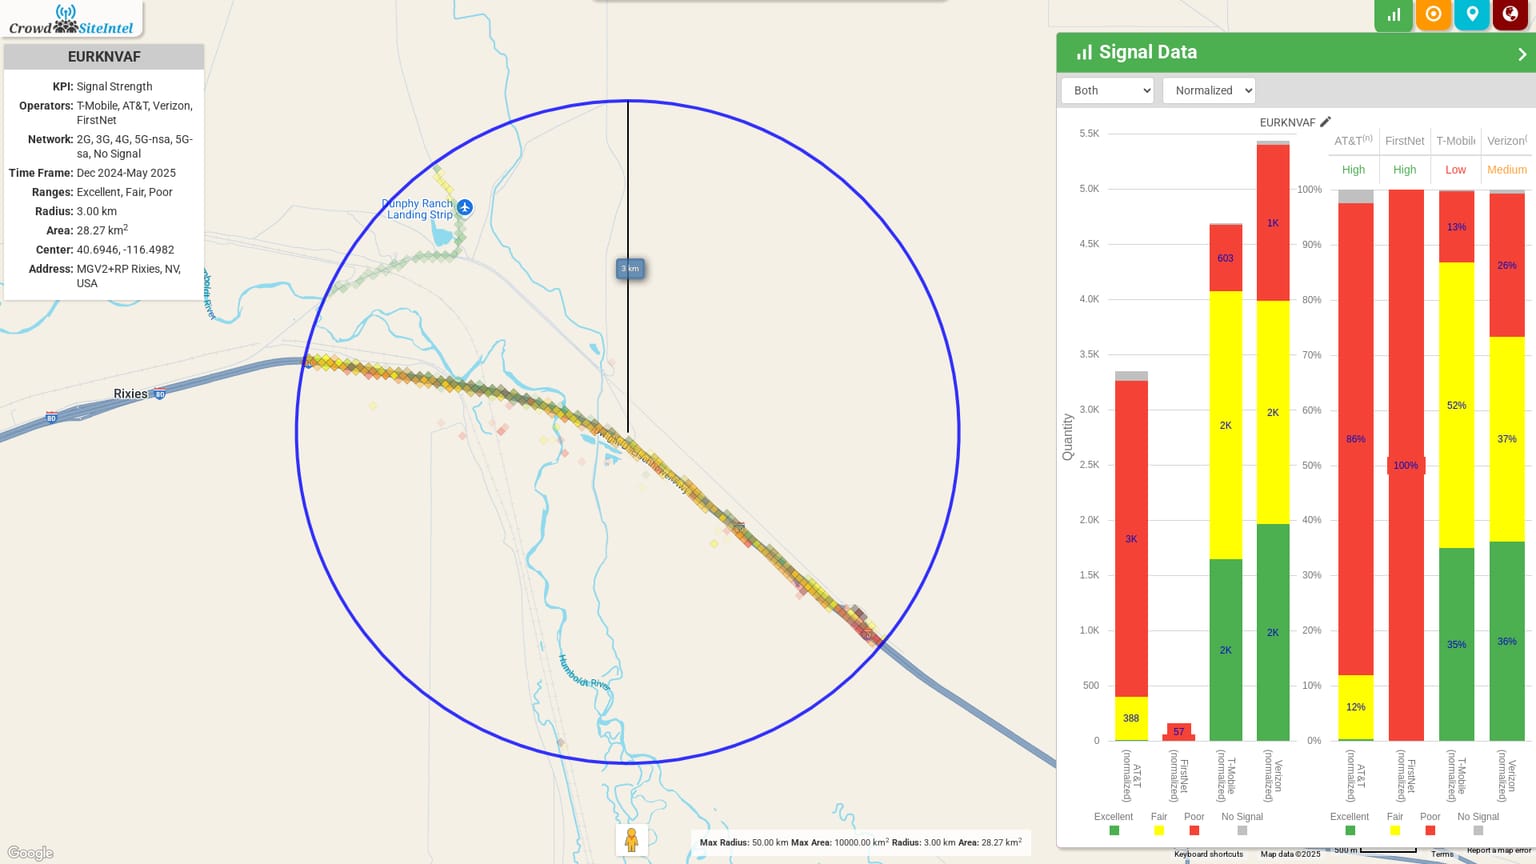 Crowd SiteIntel
EURKNVAF
KPI: Signal Strength
Operators: T-Mobile, AT&T, Verizon,
FirstNet
Network: 2G, 3G, 4G, 5G-nsa, 5G-
sa, No Signal
Time Frame: Dec 2024-May 2025
Ranges: Excellent, Fair, Poor
Radius: 3.00 km
Area: 28.27 km²
Center: 40.6946, -116.4982
Address: MGV2+RP Rixies, NV,
USA
Dunphy Ranch
Landing Strip
3 km
Rixies
80
80
Humboldt River
Google
Max Radius: 50.00 km Max Area: 10000.00 km² Radius: 3.00 km Area: 28.27 km²
Signal Data
Both
Normalized
EURKNVAF
5.5K
5.0K
4.5K
4.0K
3.5K
3.0K
2.5K
2.0K
1.5K
1.0K
500
0
Quantity
388
3K
57
2K
2K
603
2K
2K
1K
AT&T
(normalized)
FirstNet
(normalized)
T-Mobile
(normalized)
Verizon
(normalized)
Excellent Fair Poor No Signal
AT&T(n) FirstNet T-Mobile Verizon(
High High Low Medium
100%
90%
80%
70%
60%
50%
40%
30%
20%
10%
0%
12%
86%
100%
35%
52%
13%
36%
37%
26%
AT&T
(normalized)
FirstNet
(normalized)
T-Mobile
(normalized)
Verizon
(normalized)
Excellent Fair Poor No Signal
Keyboard shortcuts Map data ©2025 500 m Terms Report a map error